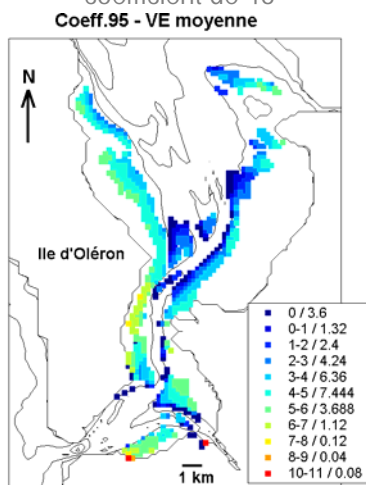 Coeff.95 - VE moyenne
N
Ile d'Oléron
0 / 3.6
0-1 / 1.32
1-2 / 2.4
2-3 / 4.24
3-4 / 6.36
4-5 / 7.444
5-6 / 3.688
6-7 / 1.12
7-8 / 0.12
8-9 / 0.04
10-11 / 0.08
1 km